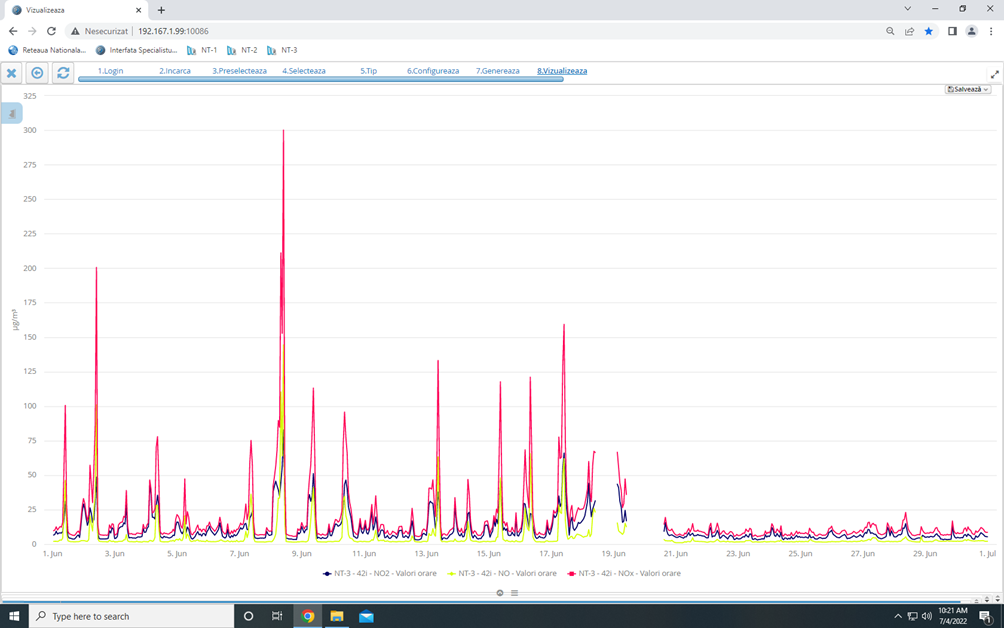 Vizualizeaza
Nesecurizat | 192.167.1.99:10086
Reteaua Nationala... Interfata Specialistu... NT-1 NT-2 NT-3
1.Login 2.Incarca 3.Preselecteaza 4.Selecteaza 5.Tip 6.Configureaza 7.Genereaza 8.Vizualizeaza
Salvează
325
300
275
250
225
200
175
150
125
100
75
50
25
0
µg/m³
1.Jun 3.Jun 5.Jun 7.Jun 9.Jun 11.Jun 13.Jun 15.Jun 17.Jun 19.Jun 21.Jun 23.Jun 25.Jun 27.Jun 29.Jun 1.Jul
NT-3 - 42i - NO2 - Valori orare NT-3 - 42i - NO - Valori orare NT-3 - 42i - NOx - Valori orare
Type here to search
10:21 AM
7/4/2022
1